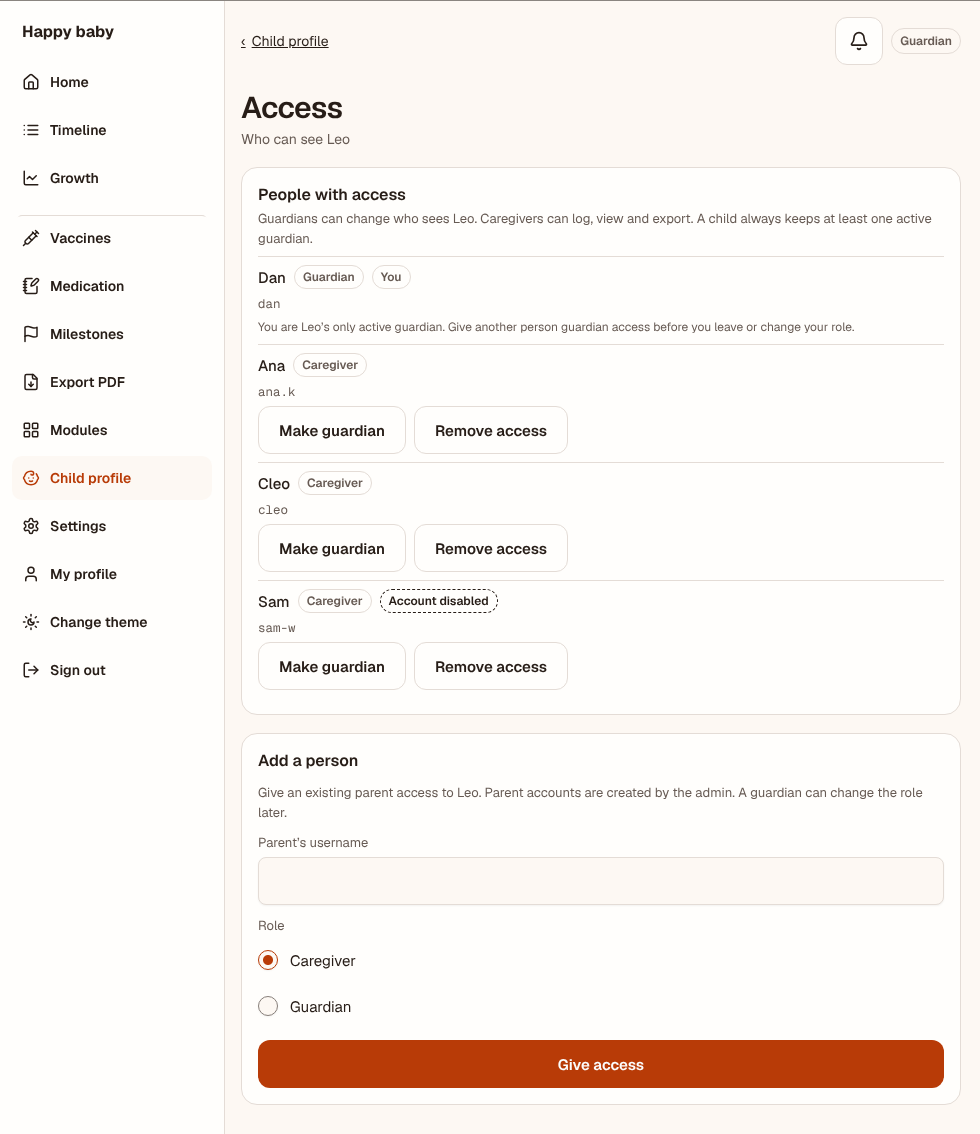 Happy baby
Home
Timeline
Growth
Vaccines
Medication
Milestones
Export PDF
Modules
Child profile
Settings
My profile
Change theme
Sign out
‹ Child profile
Guardian
Access
Who can see Leo
People with access
Guardians can change who sees Leo. Caregivers can log, view and export. A child always keeps at least one active
guardian.
Dan Guardian You
dan
You are Leo's only active guardian. Give another person guardian access before you leave or change your role.
Ana Caregiver
ana.k
Make guardian Remove access
Cleo Caregiver
cleo
Make guardian Remove access
Sam Caregiver Account disabled
sam-w
Make guardian Remove access
Add a person
Give an existing parent access to Leo. Parent accounts are created by the admin. A guardian can change the role
later.
Parent's username
Role
Caregiver
Guardian
Give access